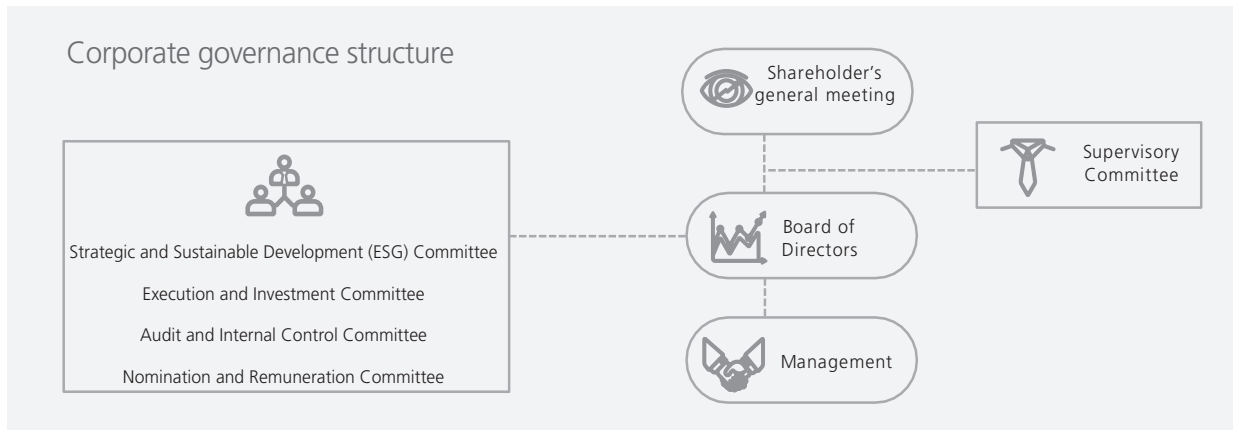 Corporate governance structure
Shareholder's
general meeting
Supervisory
Committee
Board of
Directors
Strategic and Sustainable Development (ESG) Committee
Execution and Investment Committee
Audit and Internal Control Committee
Nomination and Remuneration Committee
Management